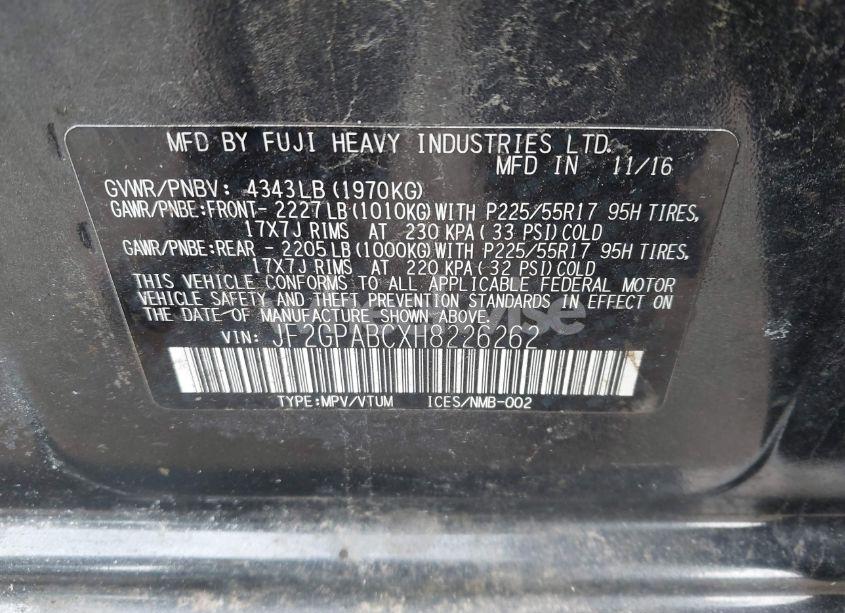 MFD BY FUJI HEAVY INDUSTRIES LTD.
MFD IN 11/16
GVWR/PNBV: 4343LB(1970KG)
GAWR/PNBE:FRONT- 2227LB(1010KG)WITH P225/55R17 95H TIRES,
17X7J RIMS AT 230 KPA( 33 PSI)COLD
GAWR/PNBE:REAR - 2205LB(1000KG)WITH P225/55R17 95H TIRES,
17X7J RIMS AT 220 KPA( 32 PSI)COLD
THIS VEHICLE CONFORMS TO ALL APPLICABLE FEDERAL MOTOR
VEHICLE SAFETY AND THEFT PREVENTION STANDARDS IN EFFECT ON
THE DATE OF MANUFACTURE SHOWN ABOVE.
VIN: JF2GPABCXH8226262
TYPE:MPV/VTUM ICES/NMB-002